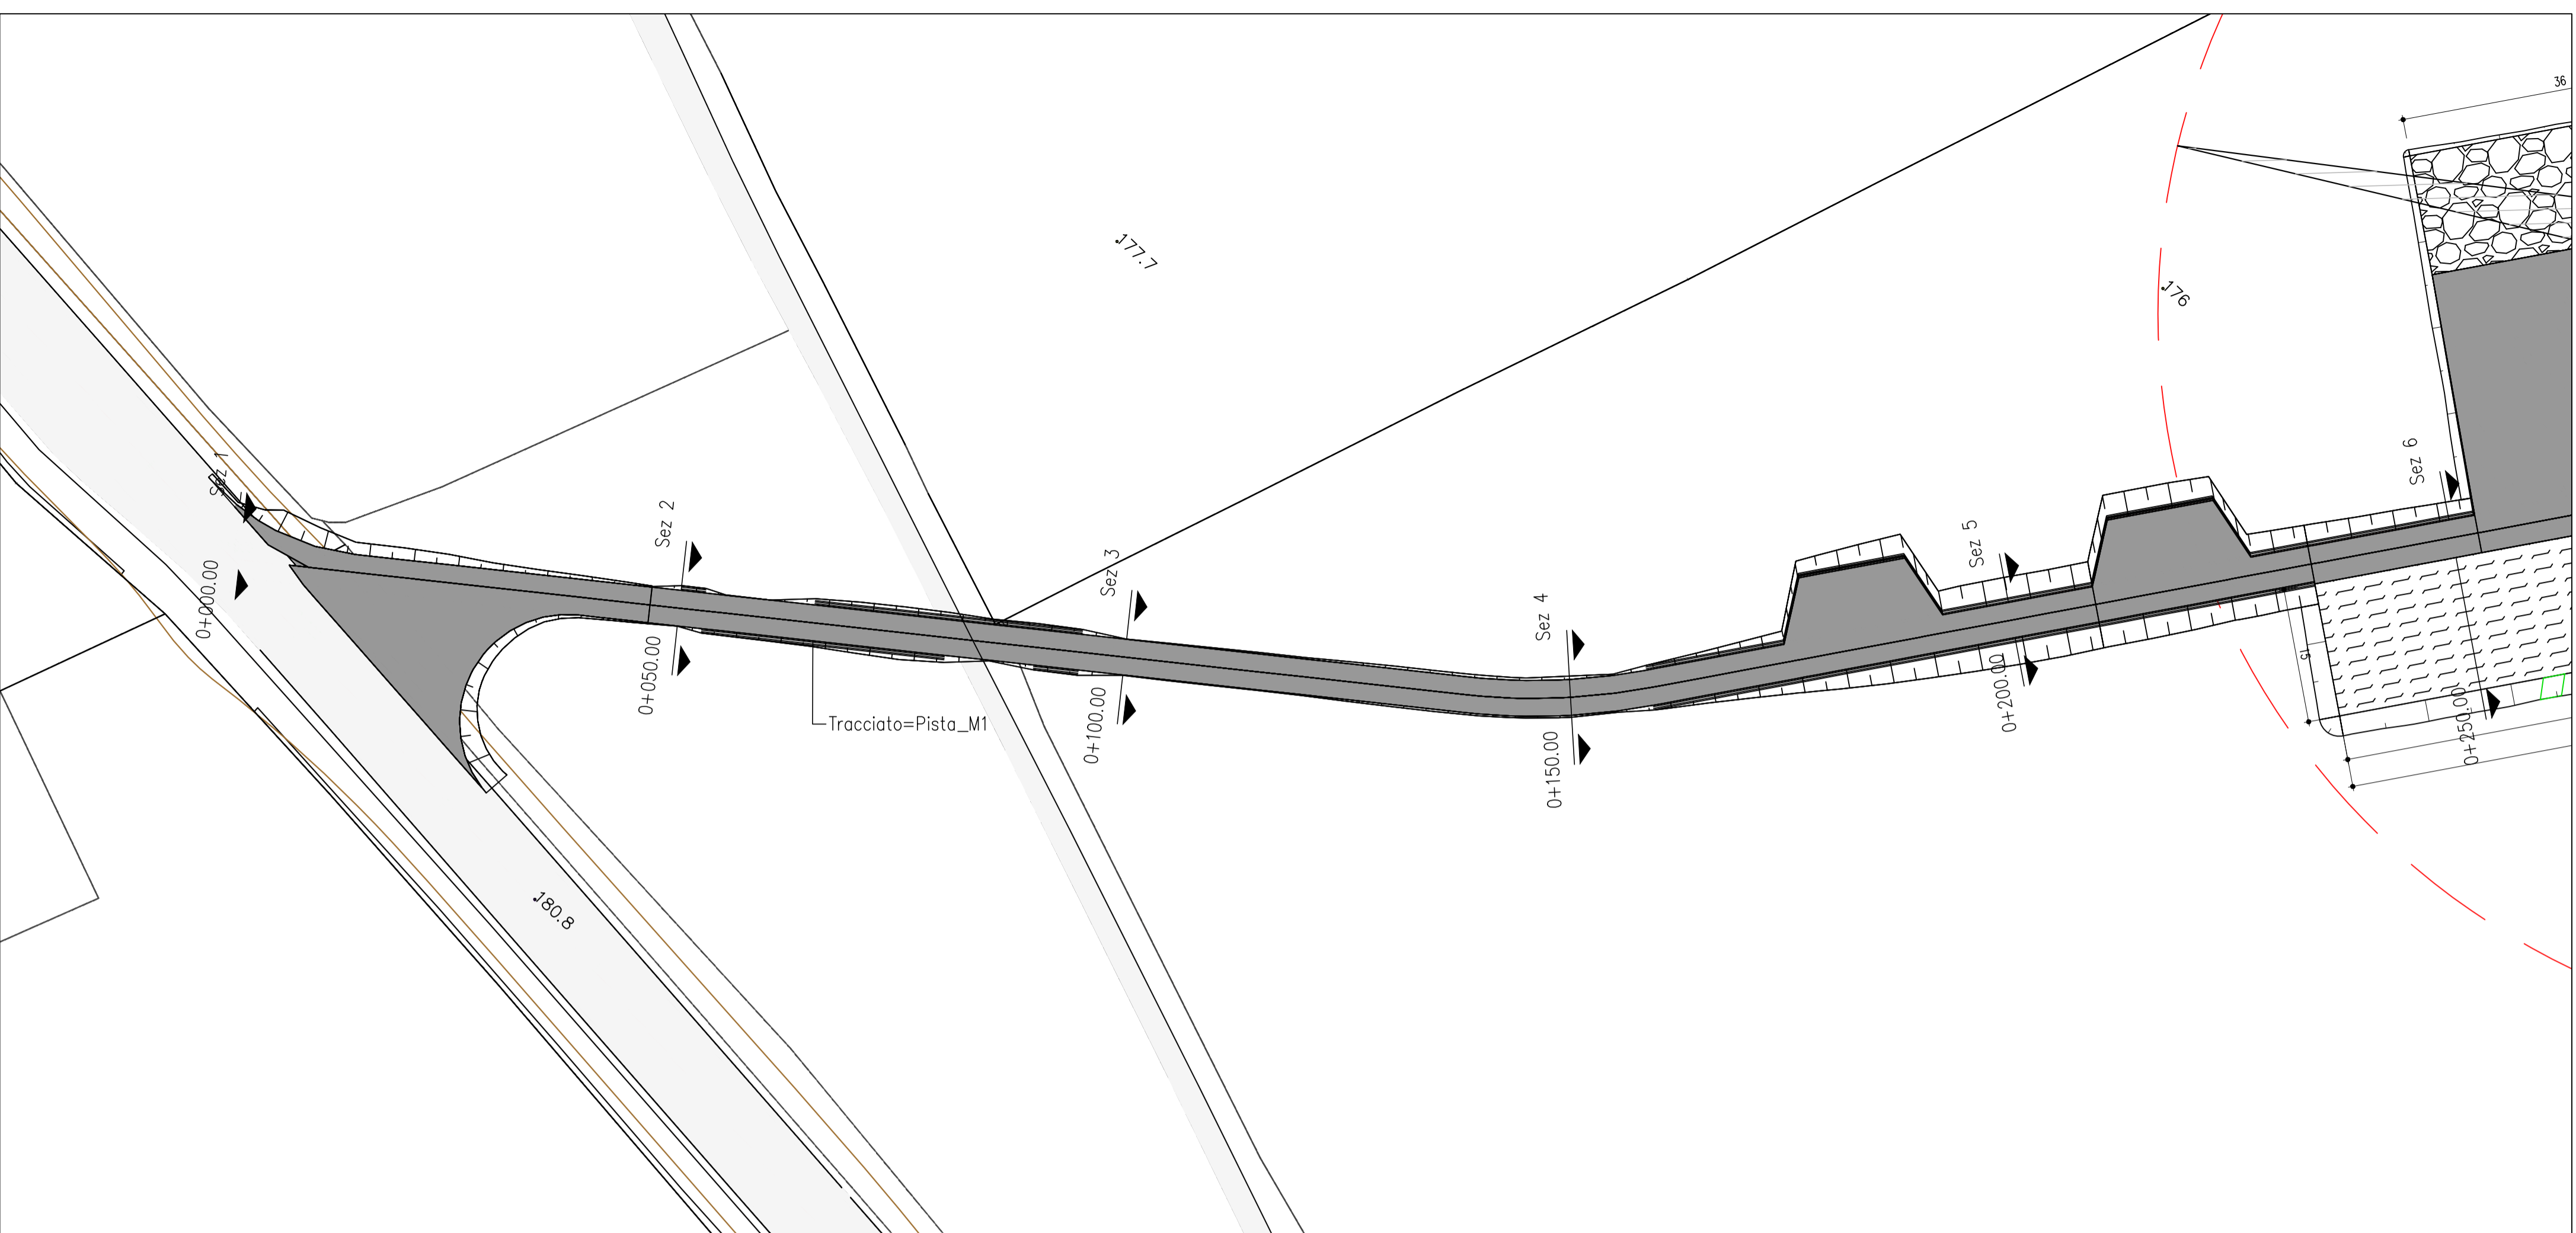 36
.177.7
.176
Sez 1
Sez 2
Sez 3
Sez 4
Sez 5
Sez 6
0+000.00
0+050.00
0+100.00
0+150.00
0+200.00
0+250.00
15
Tracciato=Pista_M1
.180.8